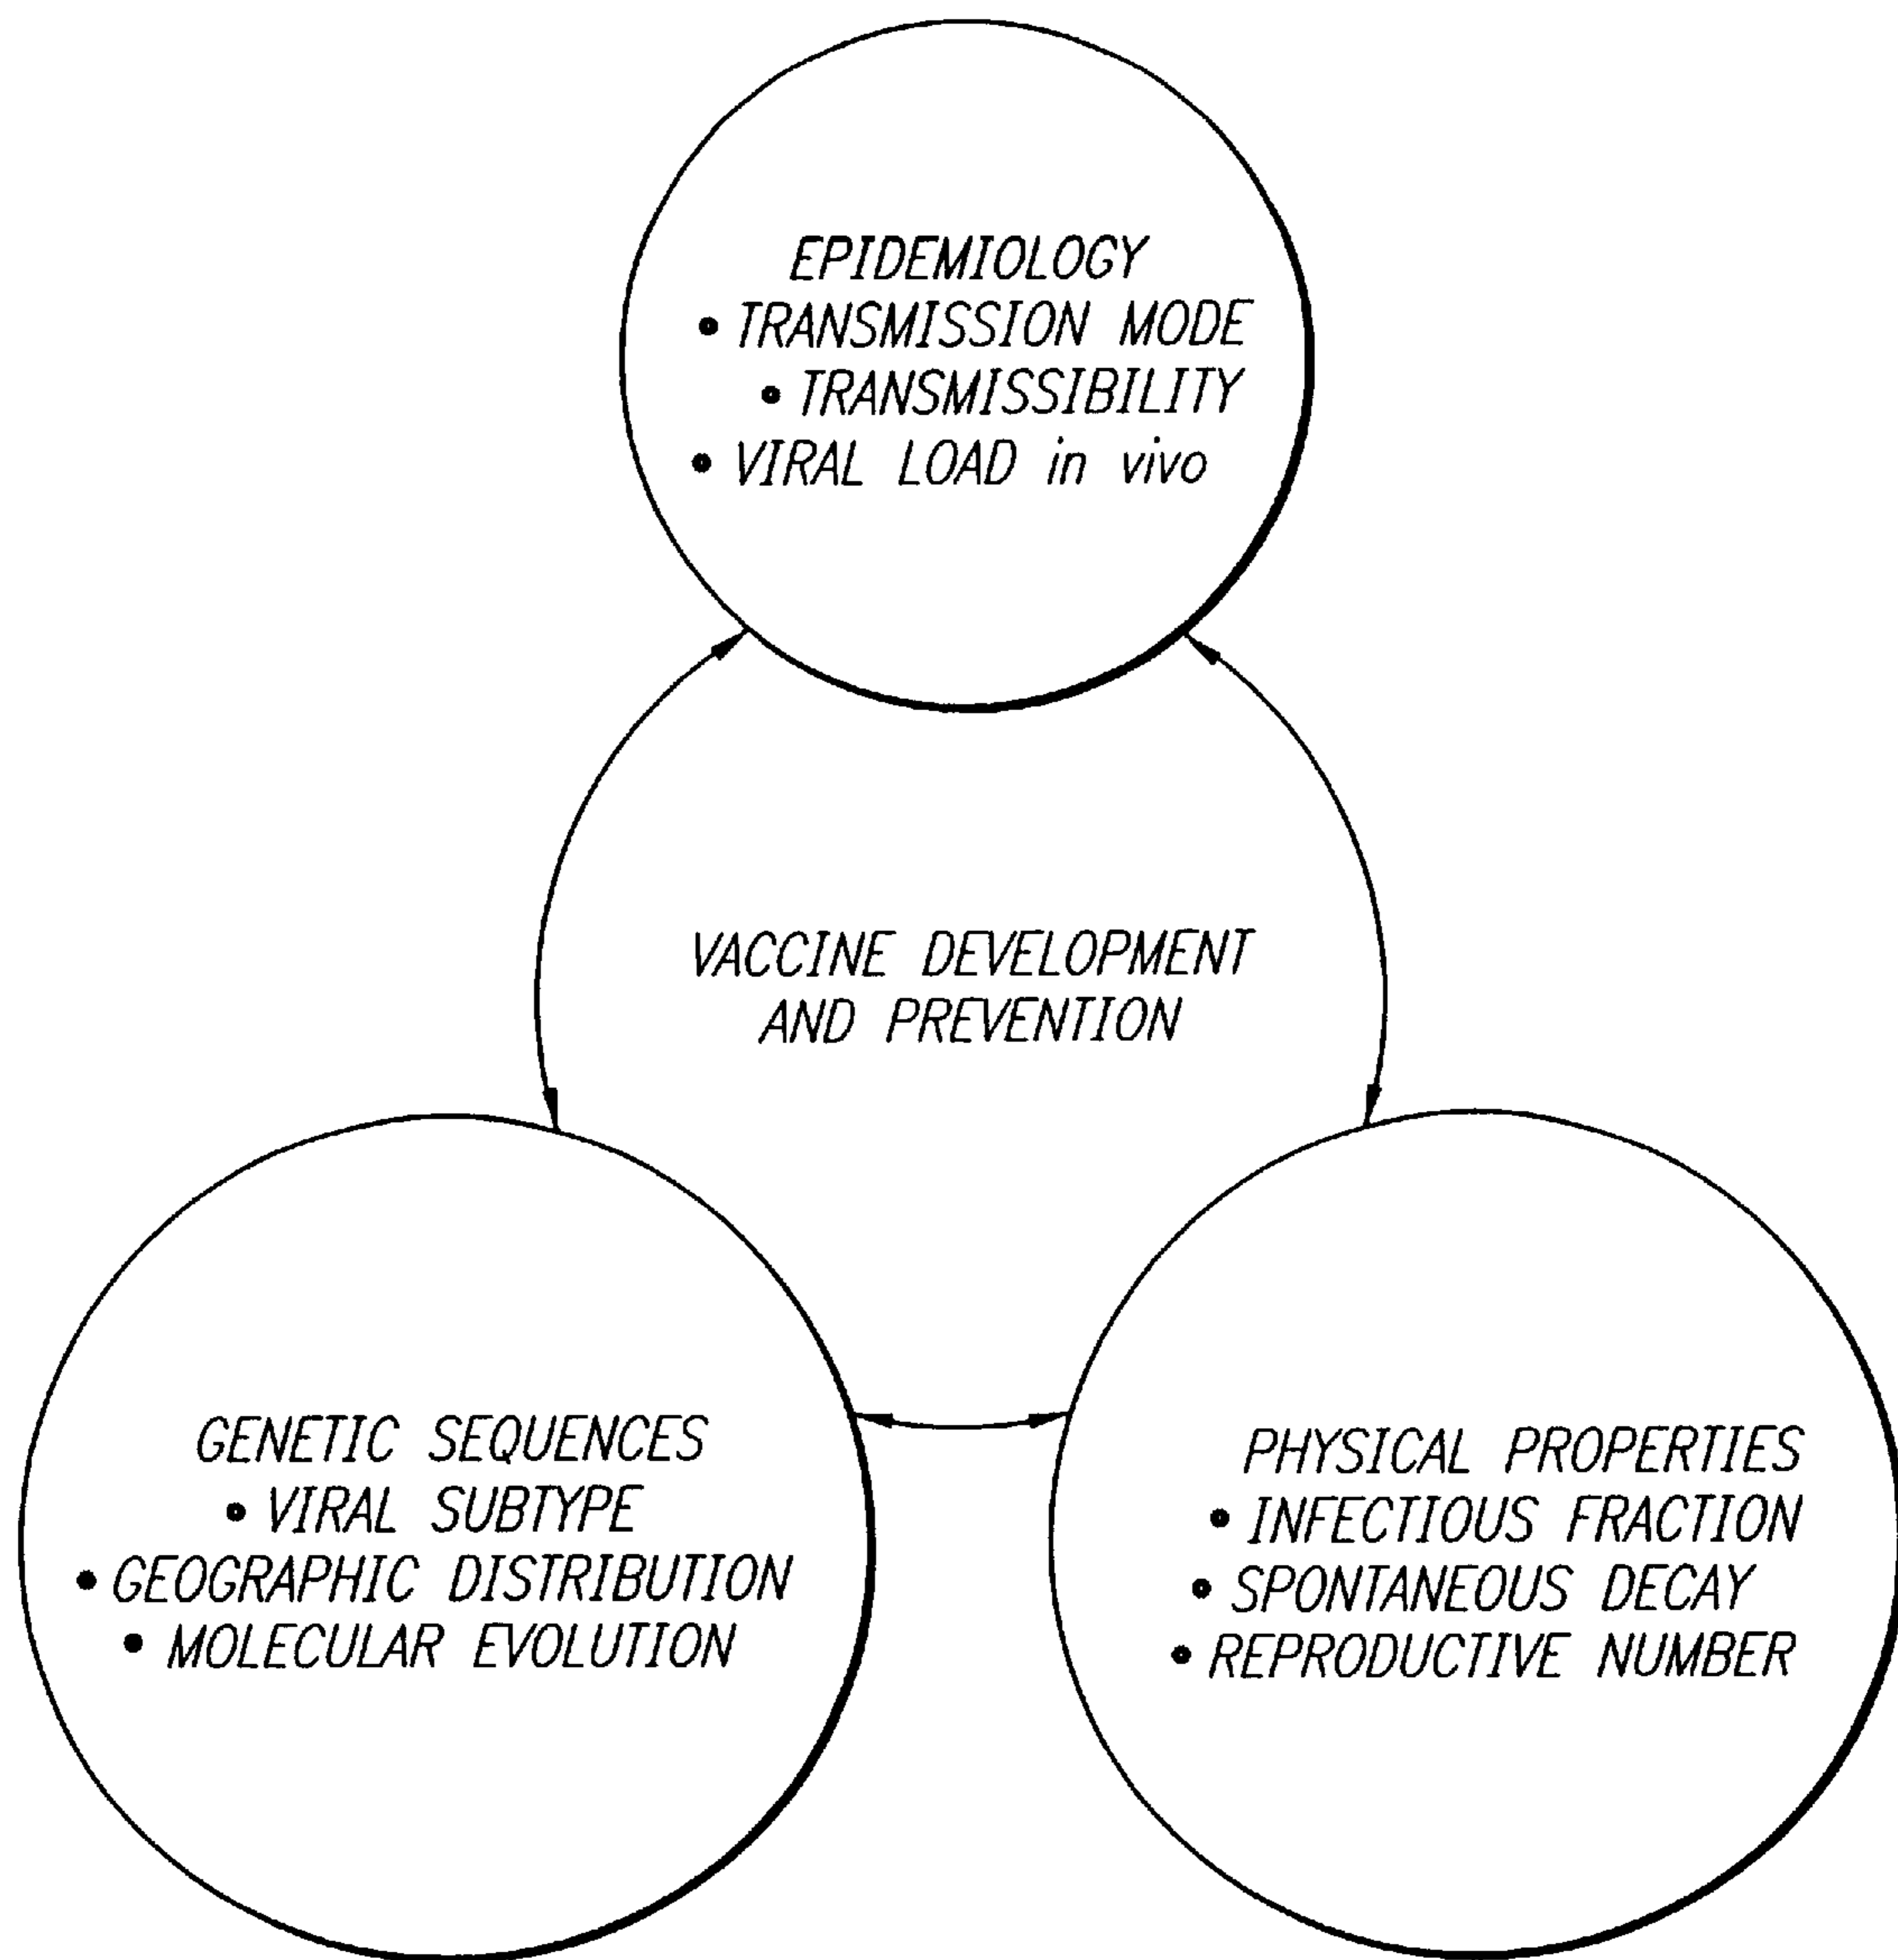 EPIDEMIOLOGY
• TRANSMISSION MODE
• TRANSMISSIBILITY
• VIRAL LOAD in vivo
VACCINE DEVELOPMENT
AND PREVENTION
GENETIC SEQUENCES
• VIRAL SUBTYPE
• GEOGRAPHIC DISTRIBUTION
• MOLECULAR EVOLUTION
PHYSICAL PROPERTIES
• INFECTIOUS FRACTION
• SPONTANEOUS DECAY
• REPRODUCTIVE NUMBER